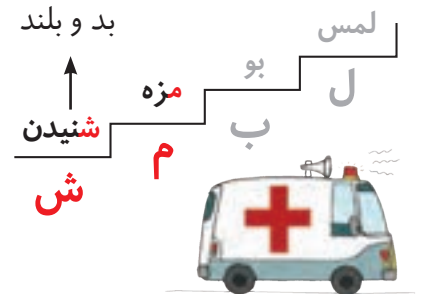 بد و بلند
لمس
ل
بو
ب
مزه
م
شنیدن
ش